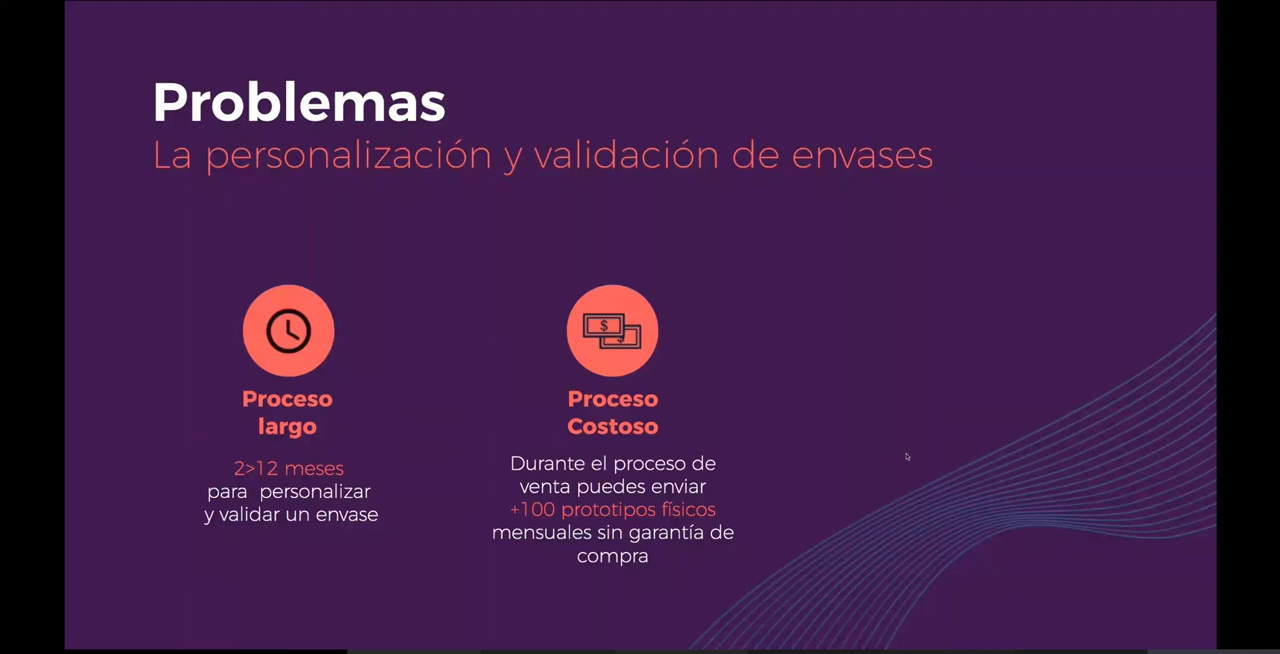 Problemas
La personalización y validación de envases
Proceso
largo
2>12 meses
para personalizar
y validar un envase
$
Proceso
Costoso
Durante el proceso de
venta puedes enviar
+100 prototipos físicos
mensuales sin garantía de
compra